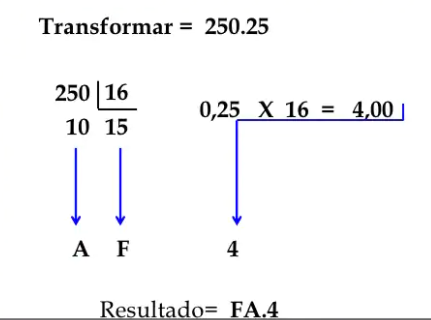 Transformar = 250.25
250 16
10 15
0,25 X 16 = 4,00
A F
4
Resultado= FA.4